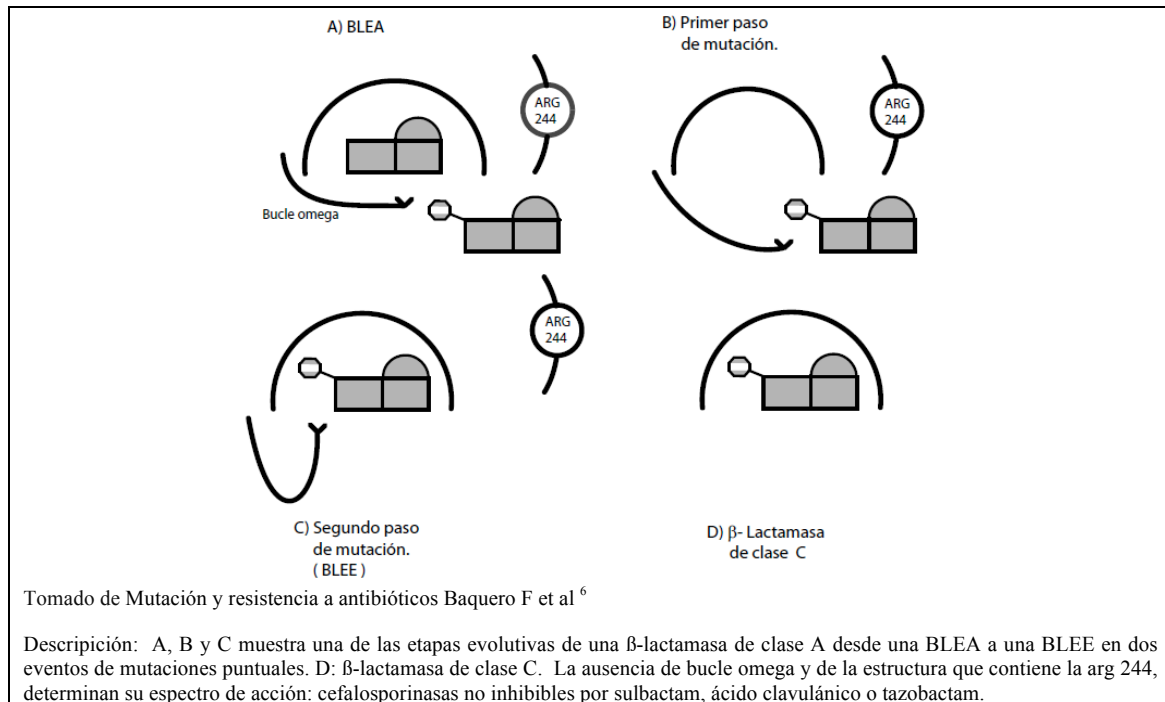 A) BLEA
B) Primer paso
de mutación.
ARG
244
ARG
244
Bucle omega
ARG
244
C) Segundo paso
de mutación.
( BLEE )
D) β- Lactamasa
de clase C
Tomado de Mutación y resistencia a antibióticos Baquero F et al 6
Descripición: A, B y C muestra una de las etapas evolutivas de una ß-lactamasa de clase A desde una BLEA a una BLEE en dos
eventos de mutaciones puntuales. D: ß-lactamasa de clase C. La ausencia de bucle omega y de la estructura que contiene la arg 244,
determinan su espectro de acción: cefalosporinasas no inhibibles por sulbactam, ácido clavulánico o tazobactam.